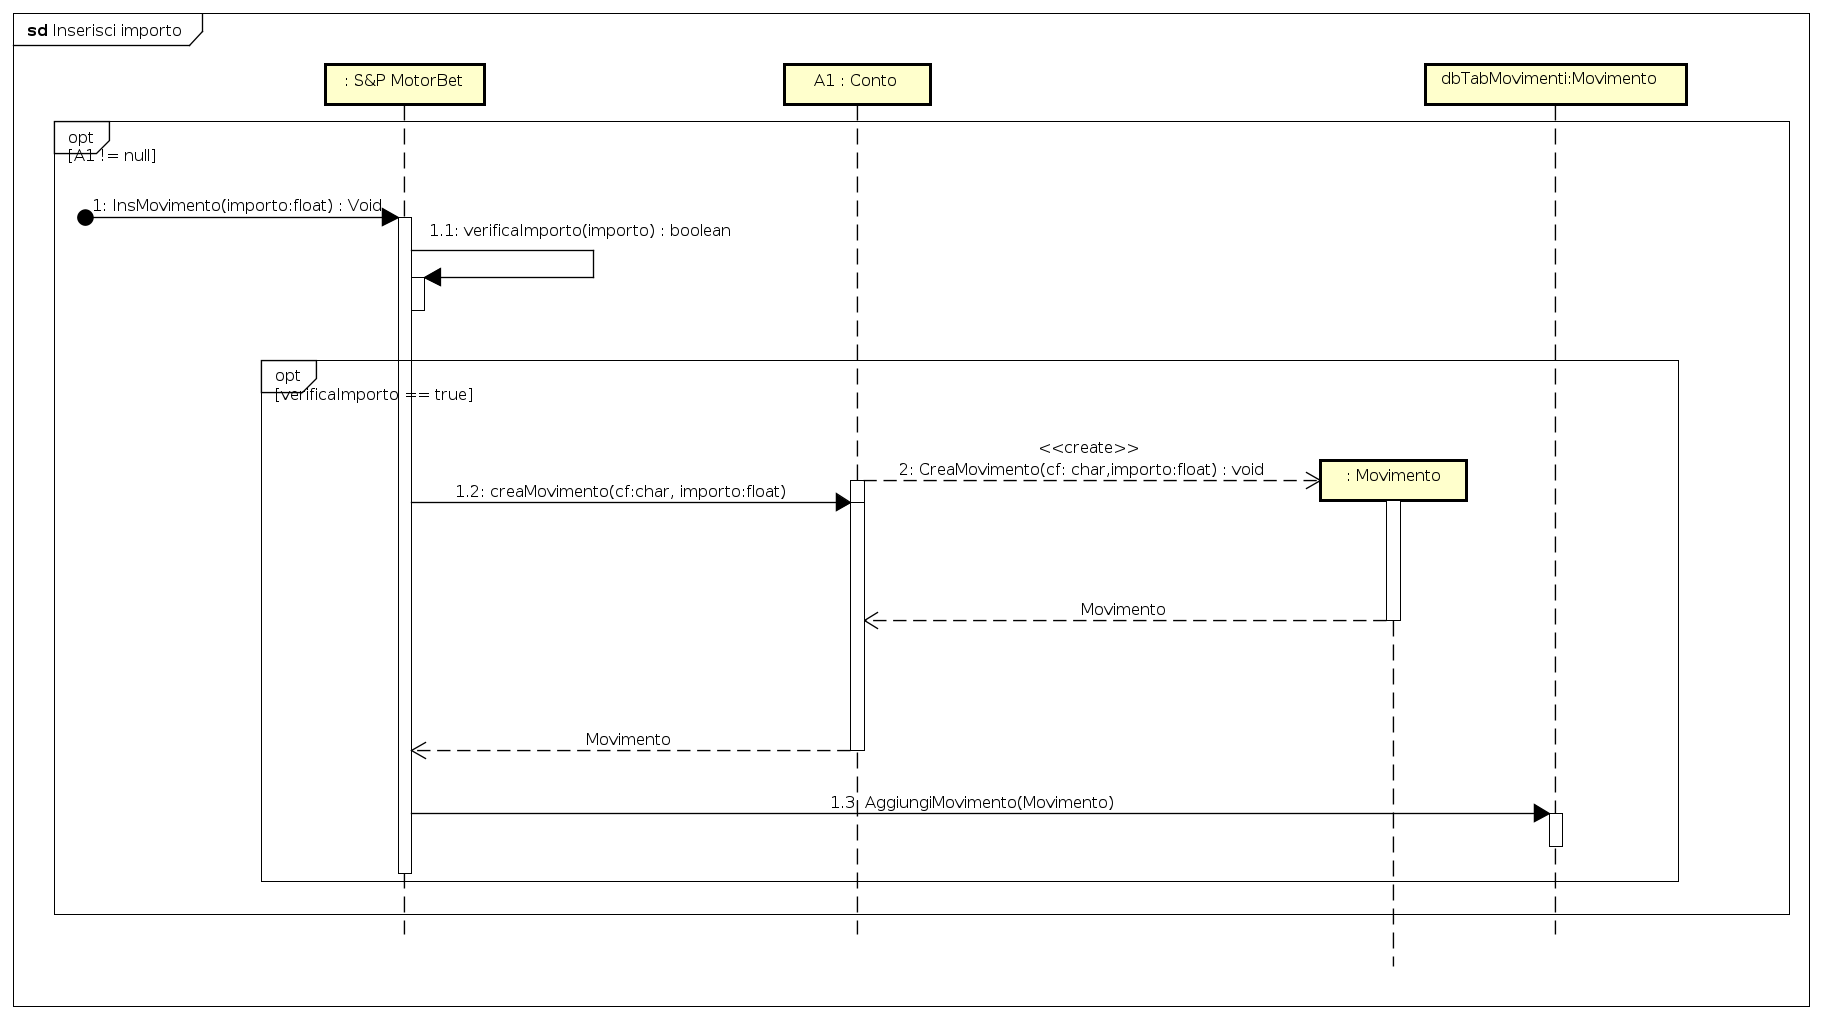 sd Inserisci importo
: S&P MotorBet
A1 : Conto
dbTabMovimenti:Movimento
opt
[A1 != null]
1: InsMovimento(importo:float) : Void
1.1: verificaImporto(importo) : boolean
opt
[verificaImporto == true]
<<create>>
2: CreaMovimento(cf: char,importo:float) : void
: Movimento
1.2: creaMovimento(cf:char, importo:float)
Movimento
Movimento
1.3: AggiungiMovimento(Movimento)